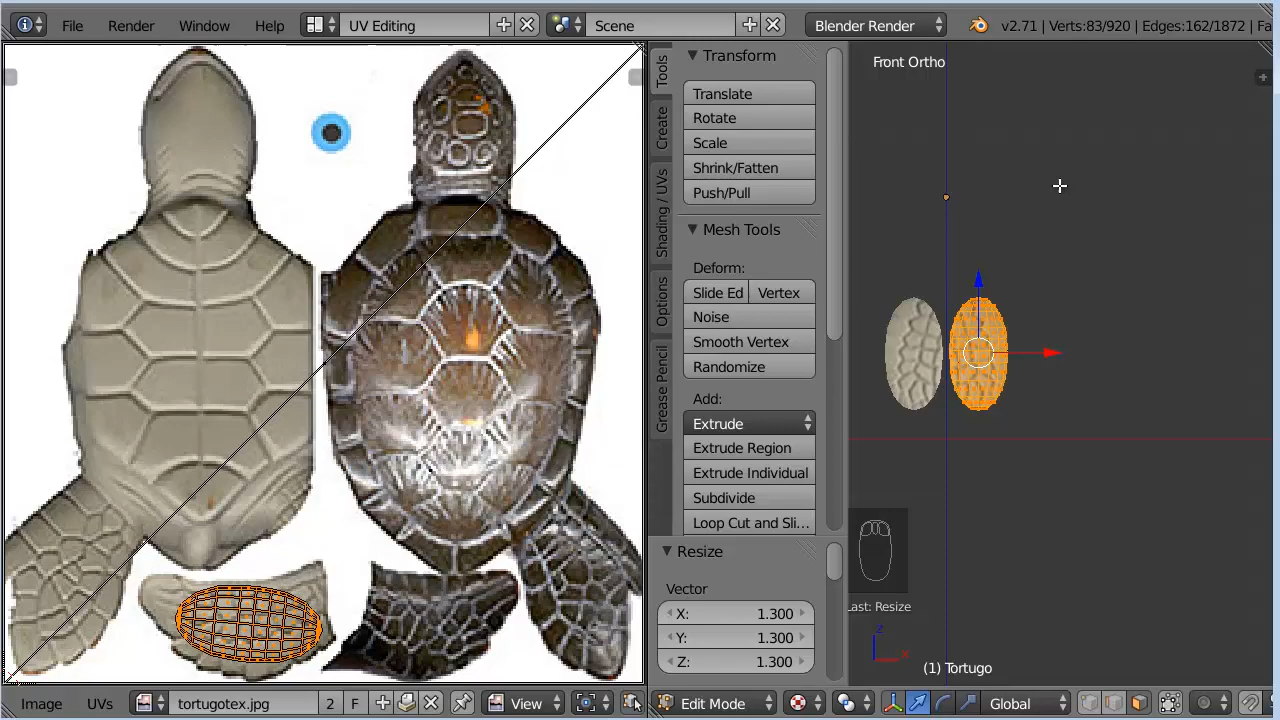 File Render Window Help UV Editing Scene Blender Render v2.71 | Verts:83/920 | Edges:162/1872 | Fa
Tools
Create
Shading / UVs
Options
Grease Pencil
Transform
Translate
Rotate
Scale
Shrink/Fatten
Push/Pull
Mesh Tools
Deform:
Slide Ed Vertex
Noise
Smooth Vertex
Randomize
Add:
Extrude
Extrude Region
Extrude Individual
Subdivide
Loop Cut and Sli...
Resize
Vector
X: 1.300
Y: 1.300
Z: 1.300
Front Ortho
Last: Resize
z
x
(1) Tortugo
Image UVs tortugotex.jpg 2 F View Edit Mode Global